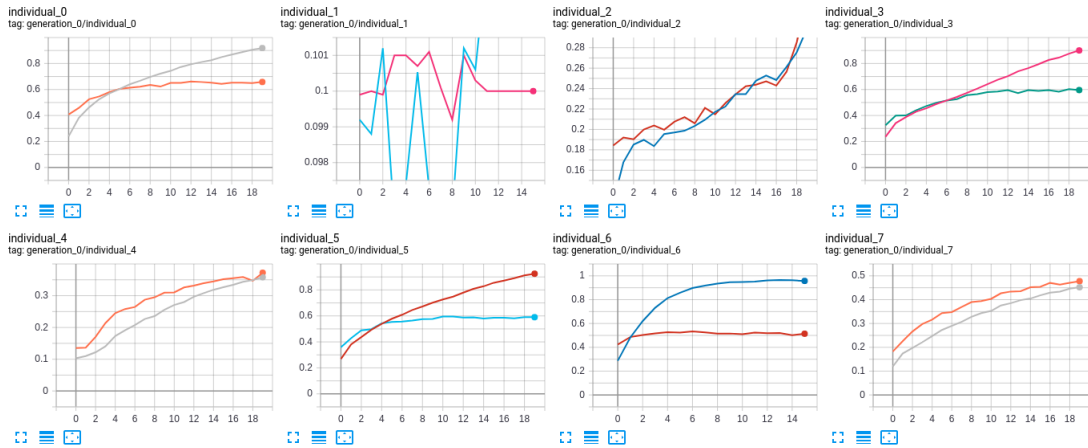 individual_0
tag: generation_0/individual_0
0.8
0.6
0.4
0.2
0
0 2 4 6 8 10 12 14 16 18
individual_1
tag: generation_0/individual_1
0.101
0.1
0.099
0.098
0 2 4 6 8 10 12 14
individual_2
tag: generation_0/individual_2
0.28
0.26
0.24
0.22
0.2
0.18
0.16
0 2 4 6 8 10 12 14 16 18
individual_3
tag: generation_0/individual_3
0.8
0.6
0.4
0.2
0
0 2 4 6 8 10 12 14 16 18
individual_4
tag: generation_0/individual_4
0.3
0.2
0.1
0
0 2 4 6 8 10 12 14 16 18
individual_5
tag: generation_0/individual_5
0.8
0.6
0.4
0.2
0
0 2 4 6 8 10 12 14 16 18
individual_6
tag: generation_0/individual_6
1
0.8
0.6
0.4
0.2
0
0 2 4 6 8 10 12 14
individual_7
tag: generation_0/individual_7
0.5
0.4
0.3
0.2
0.1
0
0 2 4 6 8 10 12 14 16 18